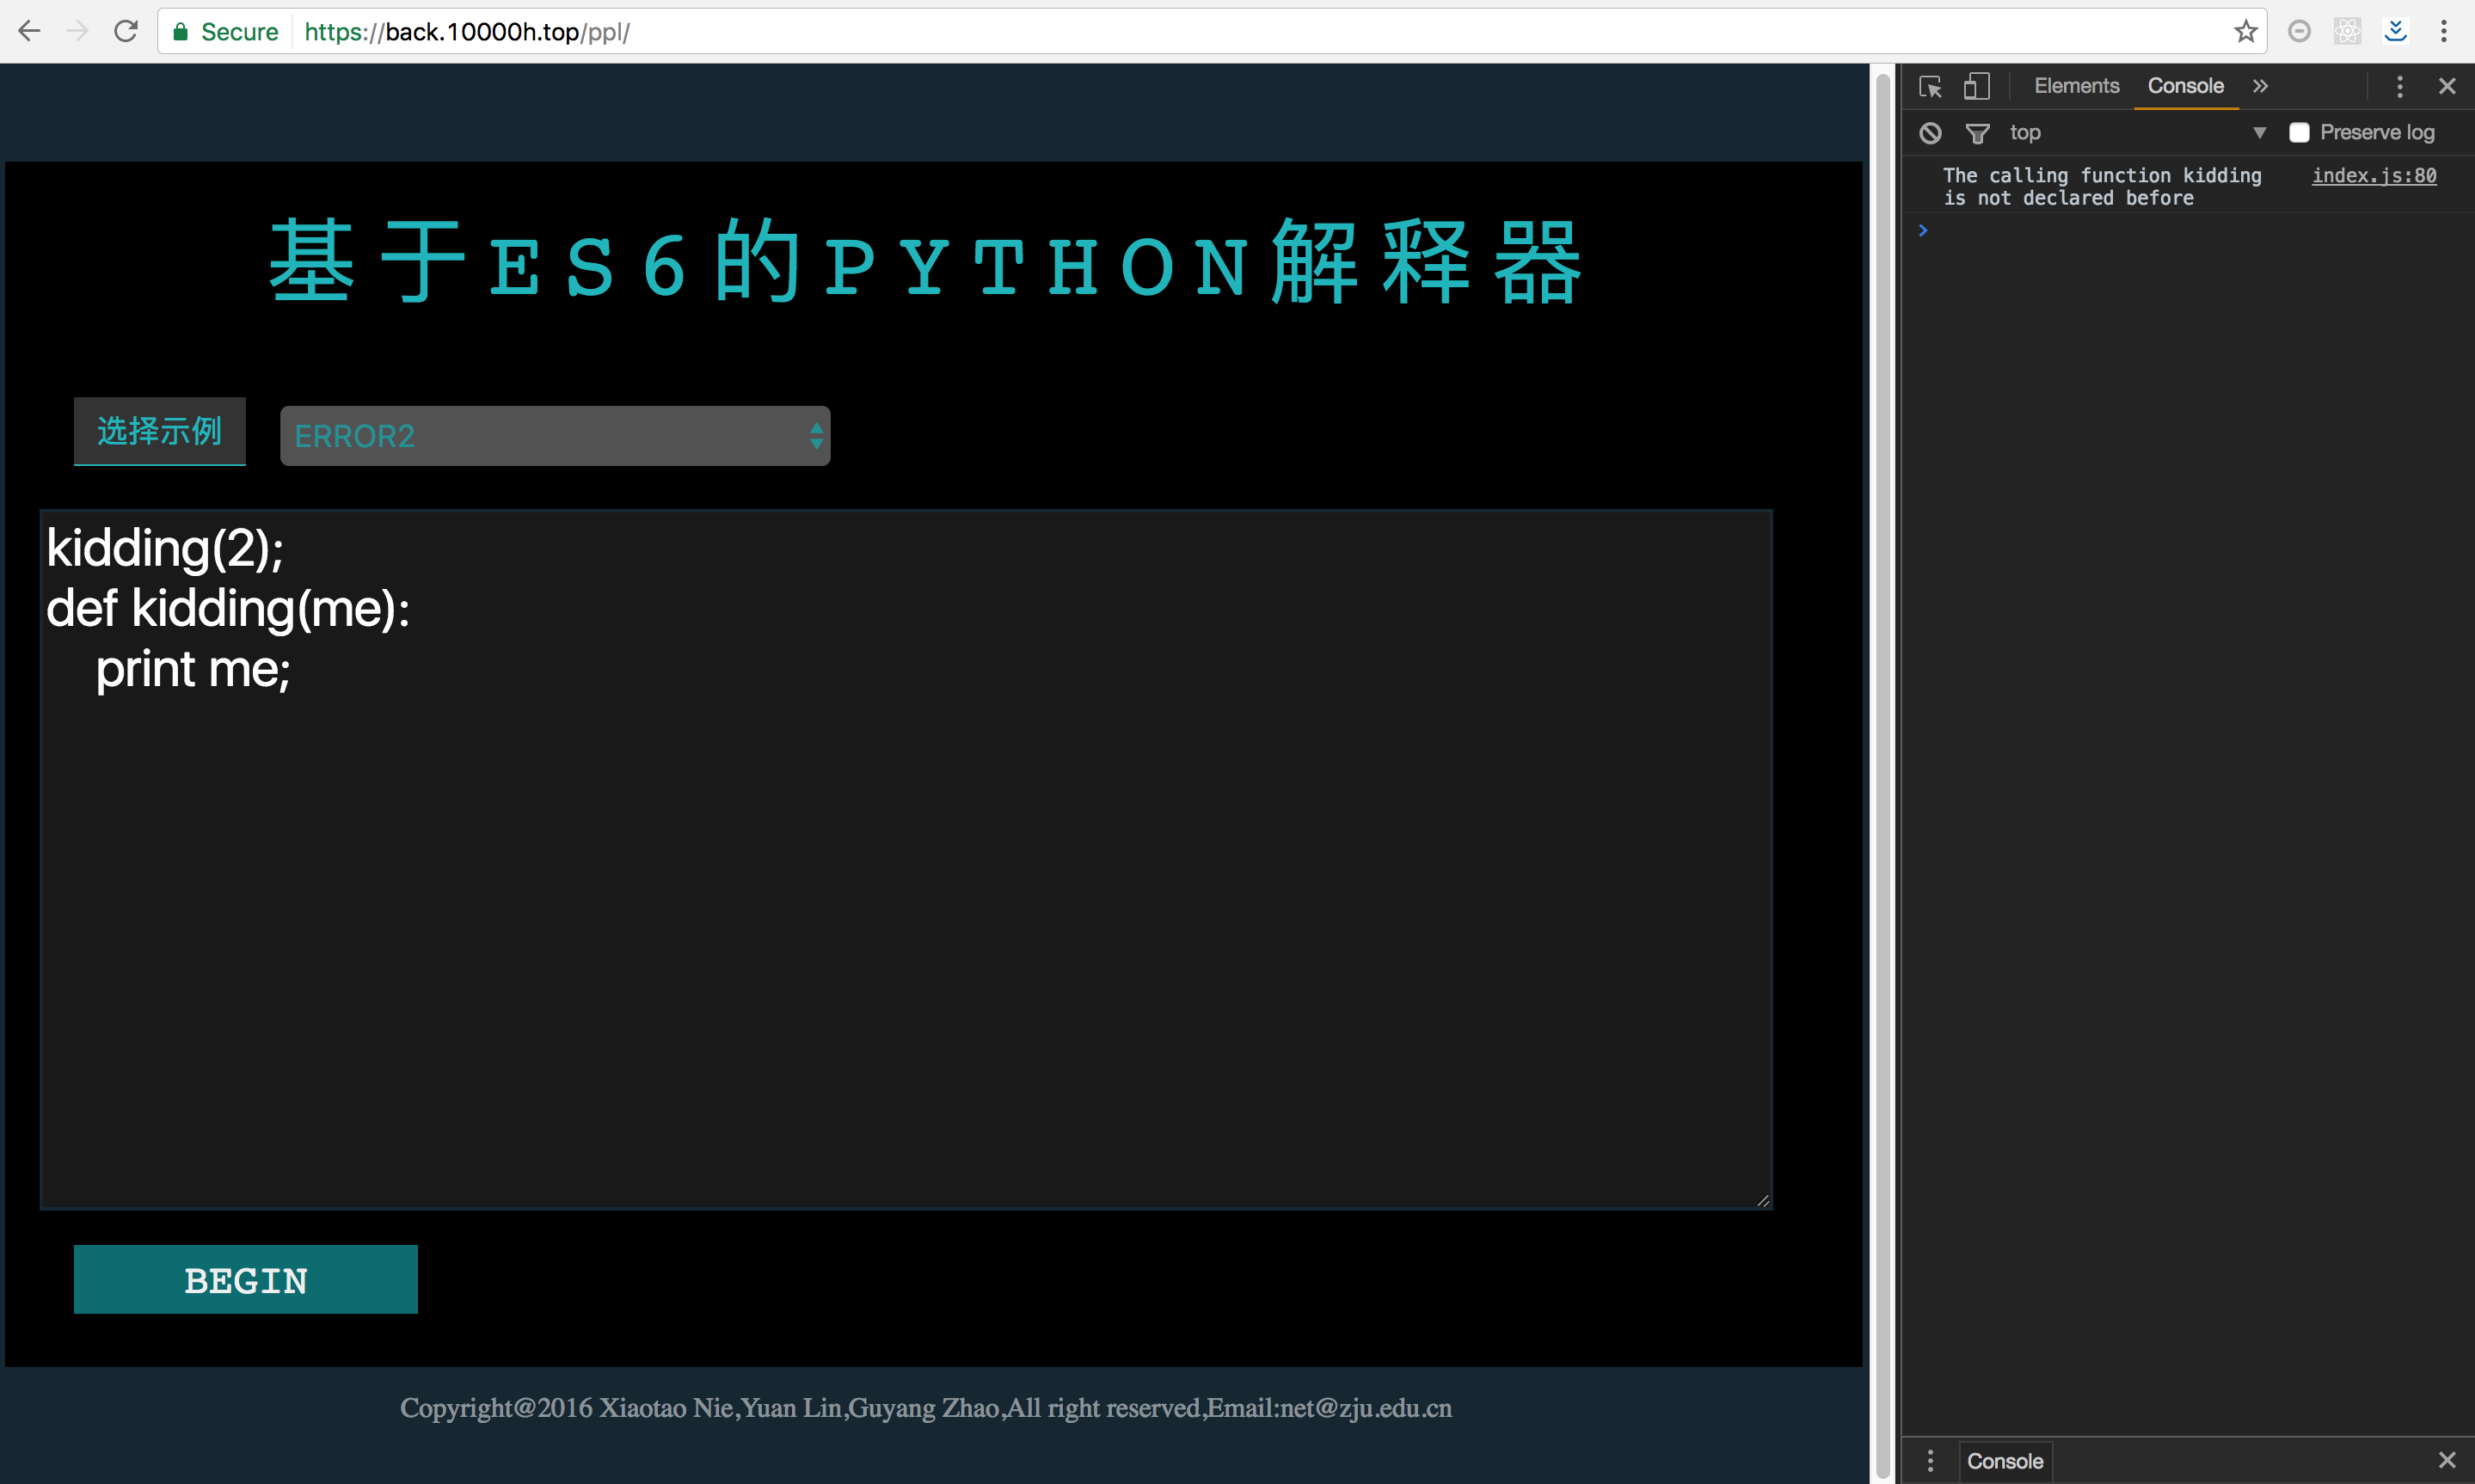 Secure https://back.10000h.top/ppl/
基于ES6的PYTHON解释器
选择示例 ERROR2
kidding(2);
def kidding(me):
    print me;
BEGIN
Copyright@2016 Xiaotao Nie,Yuan Lin,Guyang Zhao,All right reserved,Email:net@zju.edu.cn
Elements Console
top Preserve log
The calling function kidding index.js:80
is not declared before
Console